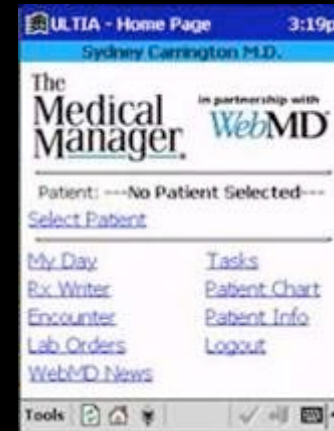 ULTIA - Home Page 3:19p
Sydney Carrington M.D.
The
Medical
Manager
in partnership with
WebMD
Patient: ---No Patient Selected---
Select Patient
My Day Tasks
Rx Writer Patient Chart
Encounter Patient Info
Lab Orders Logout
WebMD News
Tools